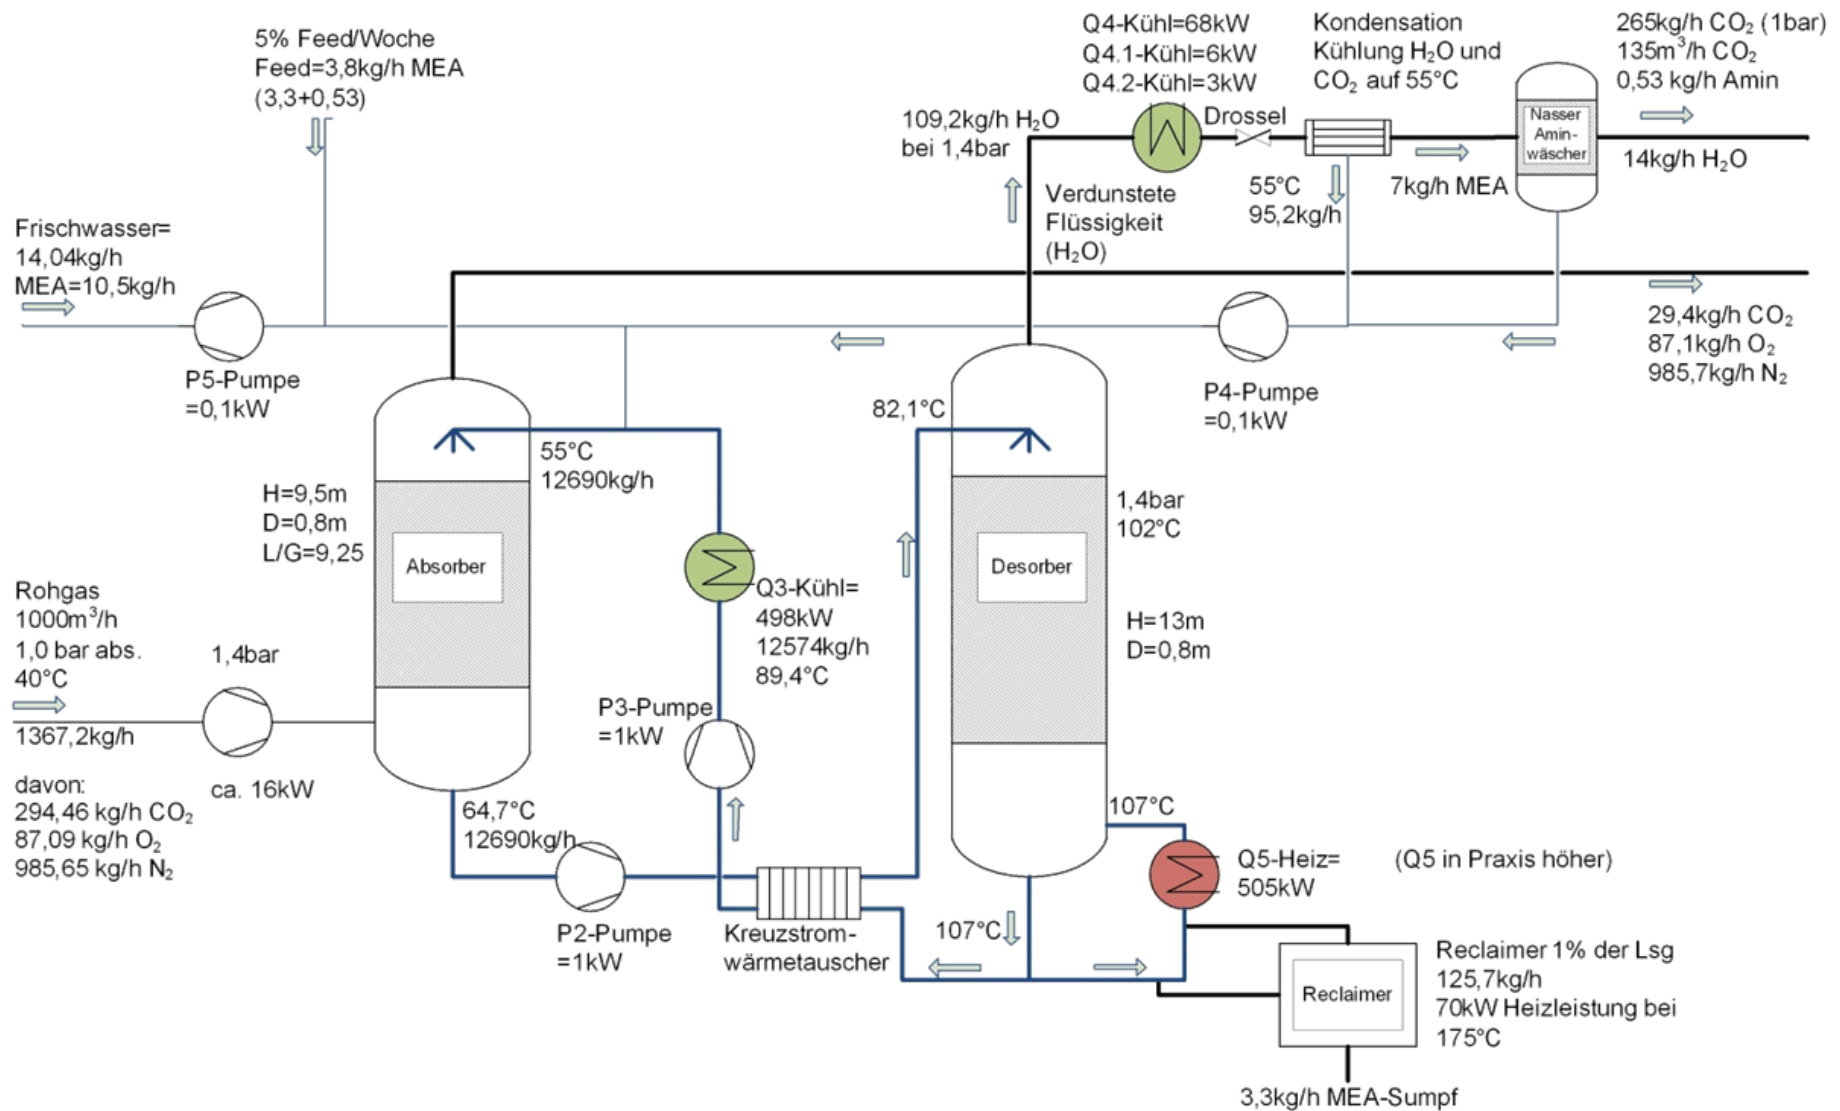 5% Feed/Woche
Feed=3,8kg/h MEA
(3,3+0,53)
Q4-Kühl=68kW
Q4.1-Kühl=6kW
Q4.2-Kühl=3kW
Kondensation
Kühlung H₂O und
CO₂ auf 55°C
265kg/h CO₂ (1bar)
135m³/h CO₂
0,53 kg/h Amin
109,2kg/h H₂O
bei 1,4bar
Drossel
Nasser
Amin-
wäscher
14kg/h H₂O
55°C
95,2kg/h
7kg/h MEA
Verdunstete
Flüssigkeit
(H₂O)
Frischwasser=
14,04kg/h
MEA=10,5kg/h
P5-Pumpe
=0,1kW
P4-Pumpe
=0,1kW
29,4kg/h CO₂
87,1kg/h O₂
985,7kg/h N₂
82,1°C
55°C
12690kg/h
H=9,5m
D=0,8m
L/G=9,25
Absorber
1,4bar
102°C
Desorber
H=13m
D=0,8m
Q3-Kühl=
498kW
12574kg/h
89,4°C
Rohgas
1000m³/h
1,0 bar abs.
40°C
1367,2kg/h
1,4bar
ca. 16kW
davon:
294,46 kg/h CO₂
87,09 kg/h O₂
985,65 kg/h N₂
P3-Pumpe
=1kW
64,7°C
12690kg/h
P2-Pumpe
=1kW
Kreuzstrom-
wärmetauscher
107°C
107°C
Q5-Heiz=
505kW
(Q5 in Praxis höher)
Reclaimer
Reclaimer 1% der Lsg
125,7kg/h
70kW Heizleistung bei
175°C
3,3kg/h MEA-Sumpf